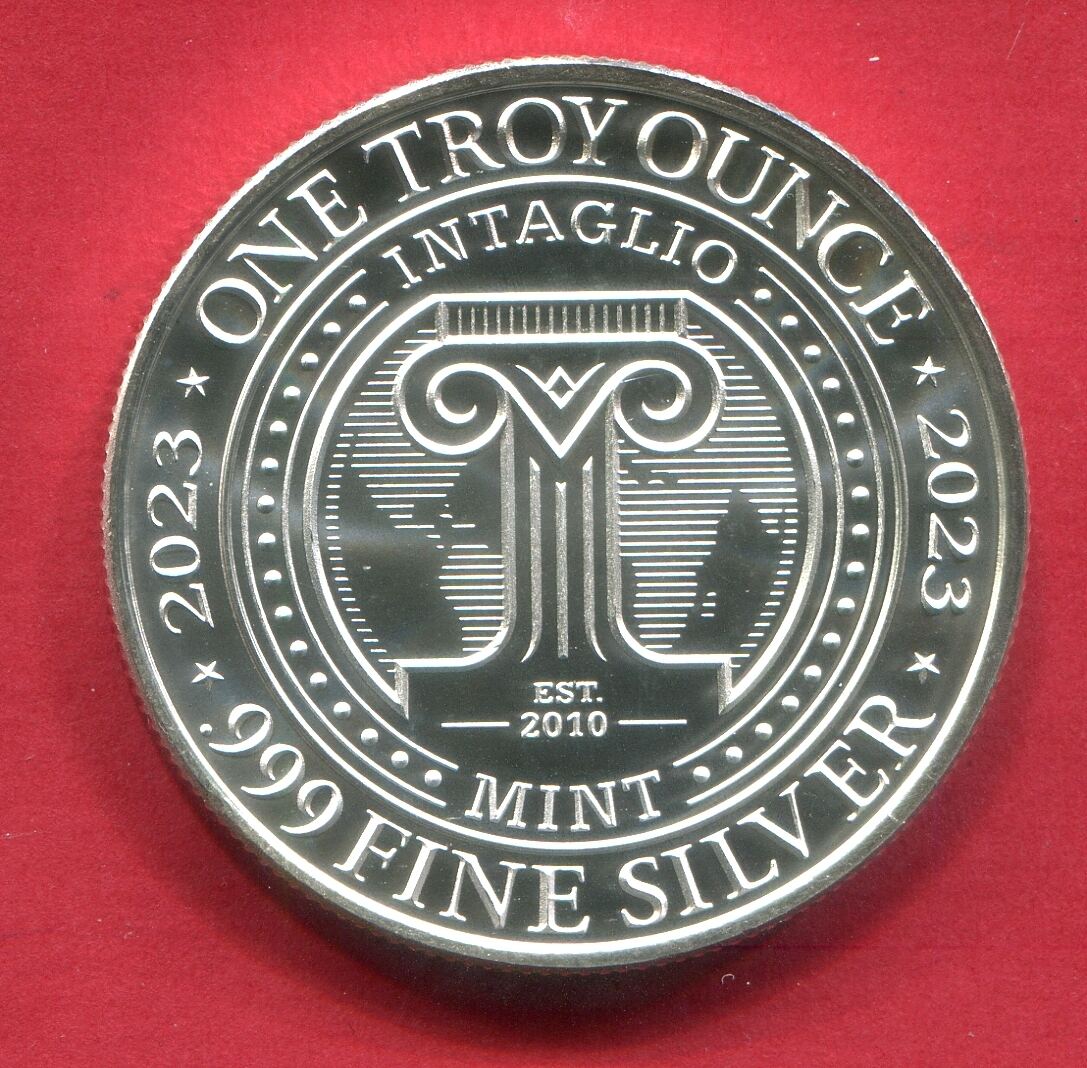 ONE TROY OUNCE
2023
2023
.999 FINE SILVER
INTAGLIO
EST.
2010
MINT